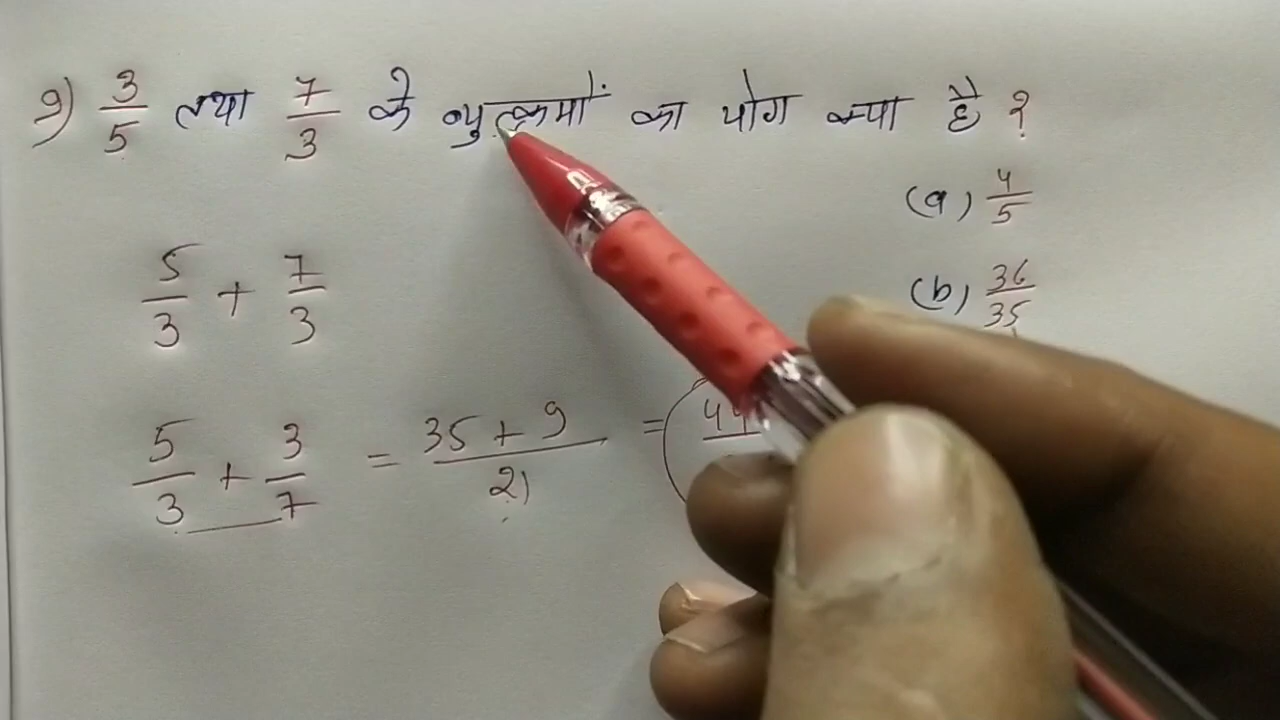 9) 3/5 तथा 7/3 के व्युत्क्रमों का योग क्या है ?
(a) 4/5
5/3 + 7/3
(b) 36/35
5/3 + 3/7 = 35 + 9/21 = 44